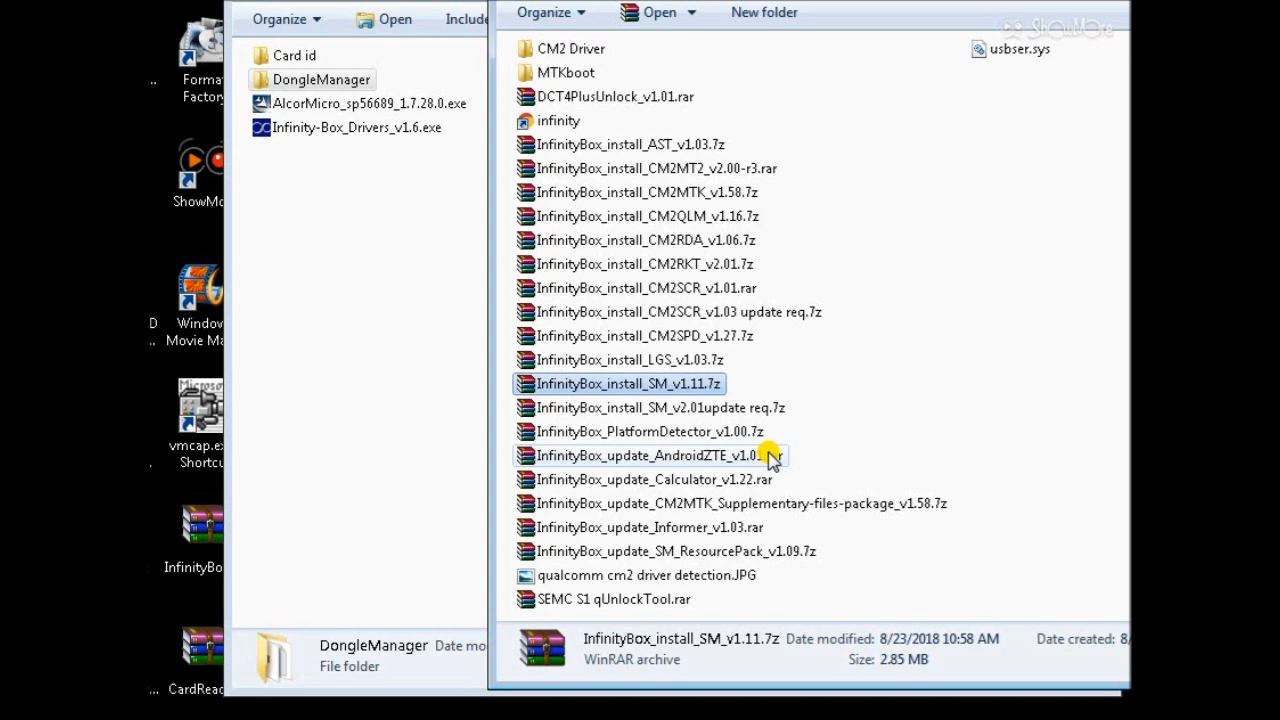 Organize
Open
Include
Card id
DongleManager
AlcorMicro_sp56689_1.7.28.0.exe
Infinity-Box_Drivers_v1.6.exe
DongleManager Date mo
File folder
Organize
Open
New folder
ShowMore
CM2 Driver
MTKboot
DCT4PlusUnlock_v1.01.rar
infinity
InfinityBox_install_AST_v1.03.7z
InfinityBox_install_CM2MT2_v2.00-r3.rar
InfinityBox_install_CM2MTK_v1.58.7z
InfinityBox_install_CM2QLM_v1.16.7z
InfinityBox_install_CM2RDA_v1.06.7z
InfinityBox_install_CM2RKT_v2.01.7z
InfinityBox_install_CM2SCR_v1.01.rar
InfinityBox_install_CM2SCR_v1.03 update req.7z
InfinityBox_install_CM2SPD_v1.27.7z
InfinityBox_install_LGS_v1.03.7z
InfinityBox_install_SM_v1.11.7z
InfinityBox_install_SM_v2.01update req.7z
InfinityBox_PlatformDetector_v1.00.7z
InfinityBox_update_AndroidZTE_v1.0
InfinityBox_update_Calculator_v1.22.rar
InfinityBox_update_CM2MTK_Supplementary-files-package_v1.58.7z
InfinityBox_update_Informer_v1.03.rar
InfinityBox_update_SM_ResourcePack_v1.09.7z
qualcomm cm2 driver detection.JPG
SEMC S1 qUnlockTool.rar
usbser.sys
InfinityBox_install_SM_v1.11.7z Date modified: 8/23/2018 10:58 AM Date created: 8/
WinRAR archive Size: 2.85 MB
Forma
Factory
ShowMo
D Window
.. Movie Ma
Microsof
vmcap.ex
Shortcu
InfinityBo
... CardRead